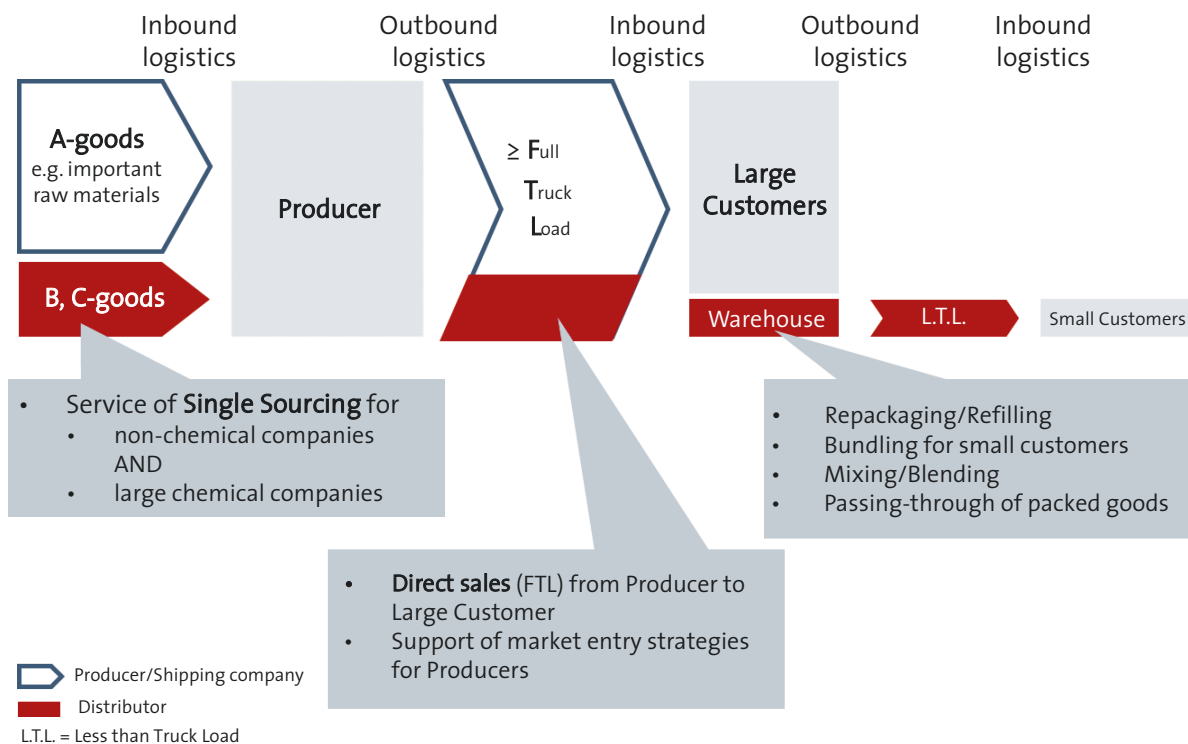 Inbound
logistics
Outbound
logistics
Inbound
logistics
Outbound
logistics
Inbound
logistics
A-goods
e.g. important
raw materials
B, C-goods
Producer
≥ Full
Truck
Load
Large
Customers
Warehouse
L.T.L.
Small Customers
• Service of Single Sourcing for
• non-chemical companies
AND
• large chemical companies
• Direct sales (FTL) from Producer to
Large Customer
• Support of market entry strategies
for Producers
• Repackaging/Refilling
• Bundling for small customers
• Mixing/Blending
• Passing-through of packed goods
Producer/Shipping company
Distributor
L.T.L. = Less than Truck Load